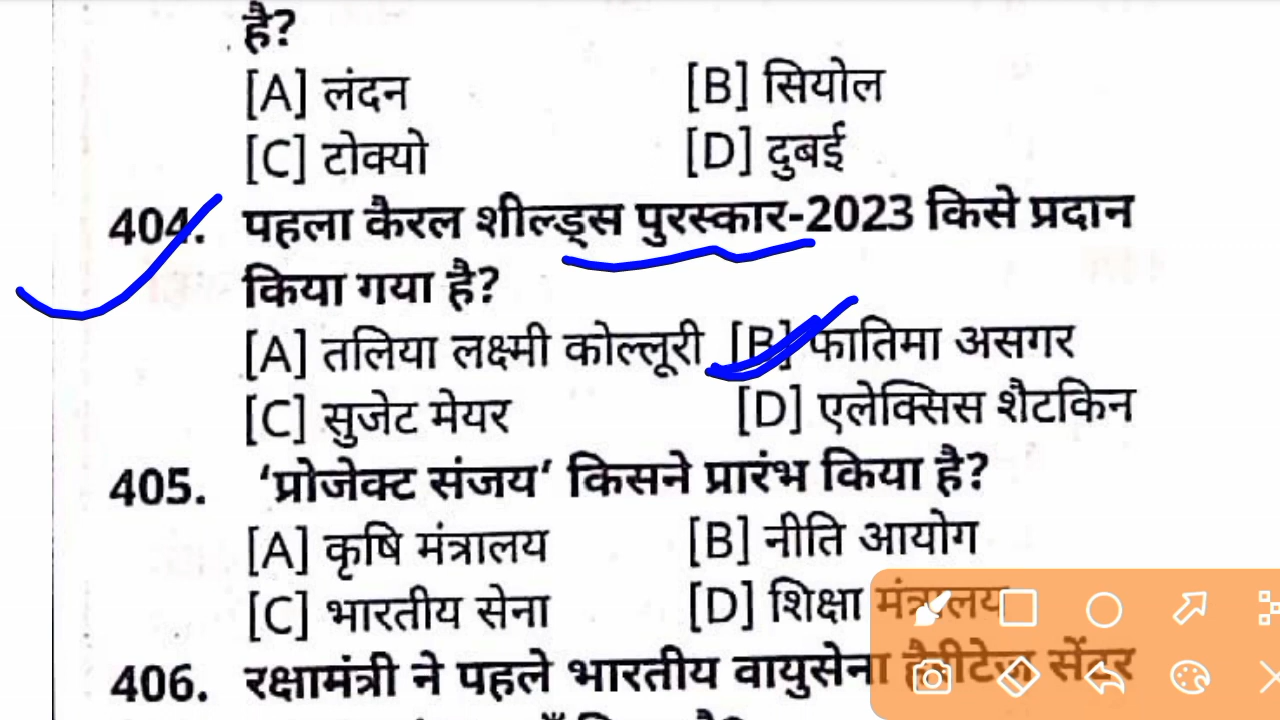 है?
[A] लंदन [B] सियोल
[C] टोक्यो [D] दुबई
404. पहला कैरल शील्ड्स पुरस्कार-2023 किसे प्रदान
किया गया है?
[A] तलिया लक्ष्मी कोल्लूरी [B] फातिमा असगर
[C] सुजेट मेयर [D] एलेक्सिस शैटकिन
405. ‘प्रोजेक्ट संजय’ किसने प्रारंभ किया है?
[A] कृषि मंत्रालय [B] नीति आयोग
[C] भारतीय सेना [D] शिक्षा मंत्रालय
406. रक्षामंत्री ने पहले भारतीय वायुसेना हैरीटेज सेंटर